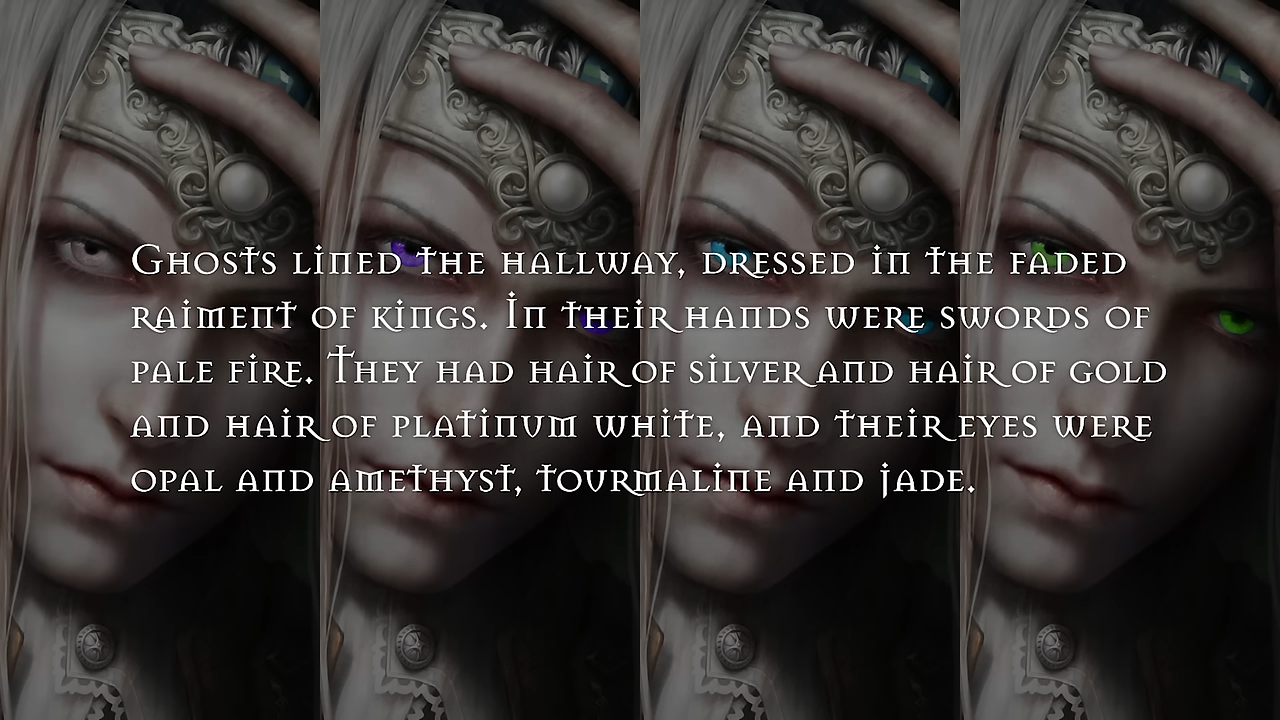 Ghosts lined the hallway, dressed in the faded
raiment of kings. In their hands were swords of
pale fire. They had hair of silver and hair of gold
and hair of platinum white, and their eyes were
opal and amethyst, tourmaline and jade.